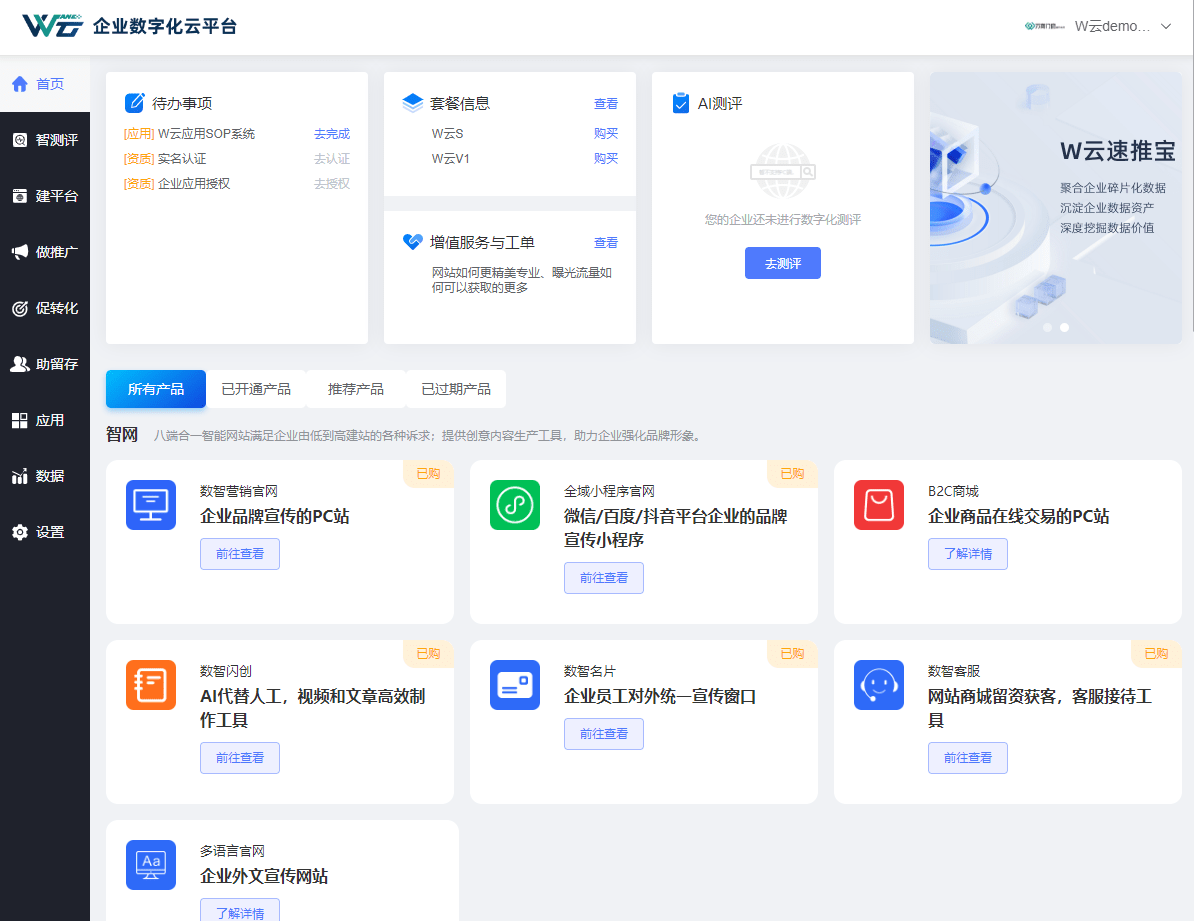 企业数字化云平台
W云demo...
首页
智测评
建平台
做推广
促转化
助留存
应用
数据
设置
待办事项
[应用] W云应用SOP系统 去完成
[资质] 实名认证 去认证
[资质] 企业应用授权 去授权
套餐信息 查看
W云S 购买
W云V1 购买
增值服务与工单 查看
网站如何更精美专业、曝光流量如
何可以获取的更多
AI测评
您的企业还未进行数字化测评
去测评
W云速推宝
聚合企业碎片化数据
沉淀企业数据资产
深度挖掘数据价值
所有产品 已开通产品 推荐产品 已过期产品
智网 八端合一智能网站满足企业由低到高建站的各种诉求；提供创意内容生产工具，助力企业强化品牌形象。
已购
数智营销官网
企业品牌宣传的PC站
前往查看
已购
全域小程序官网
微信/百度/抖音平台企业的品牌
宣传小程序
前往查看
B2C商城
企业商品在线交易的PC站
了解详情
已购
数智闪创
AI代替人工，视频和文章高效制
作工具
前往查看
已购
数智名片
企业员工对外统一宣传窗口
前往查看
已购
数智客服
网站商城留资获客，客服接待工
具
前往查看
Aa
多语言官网
企业外文宣传网站
了解详情